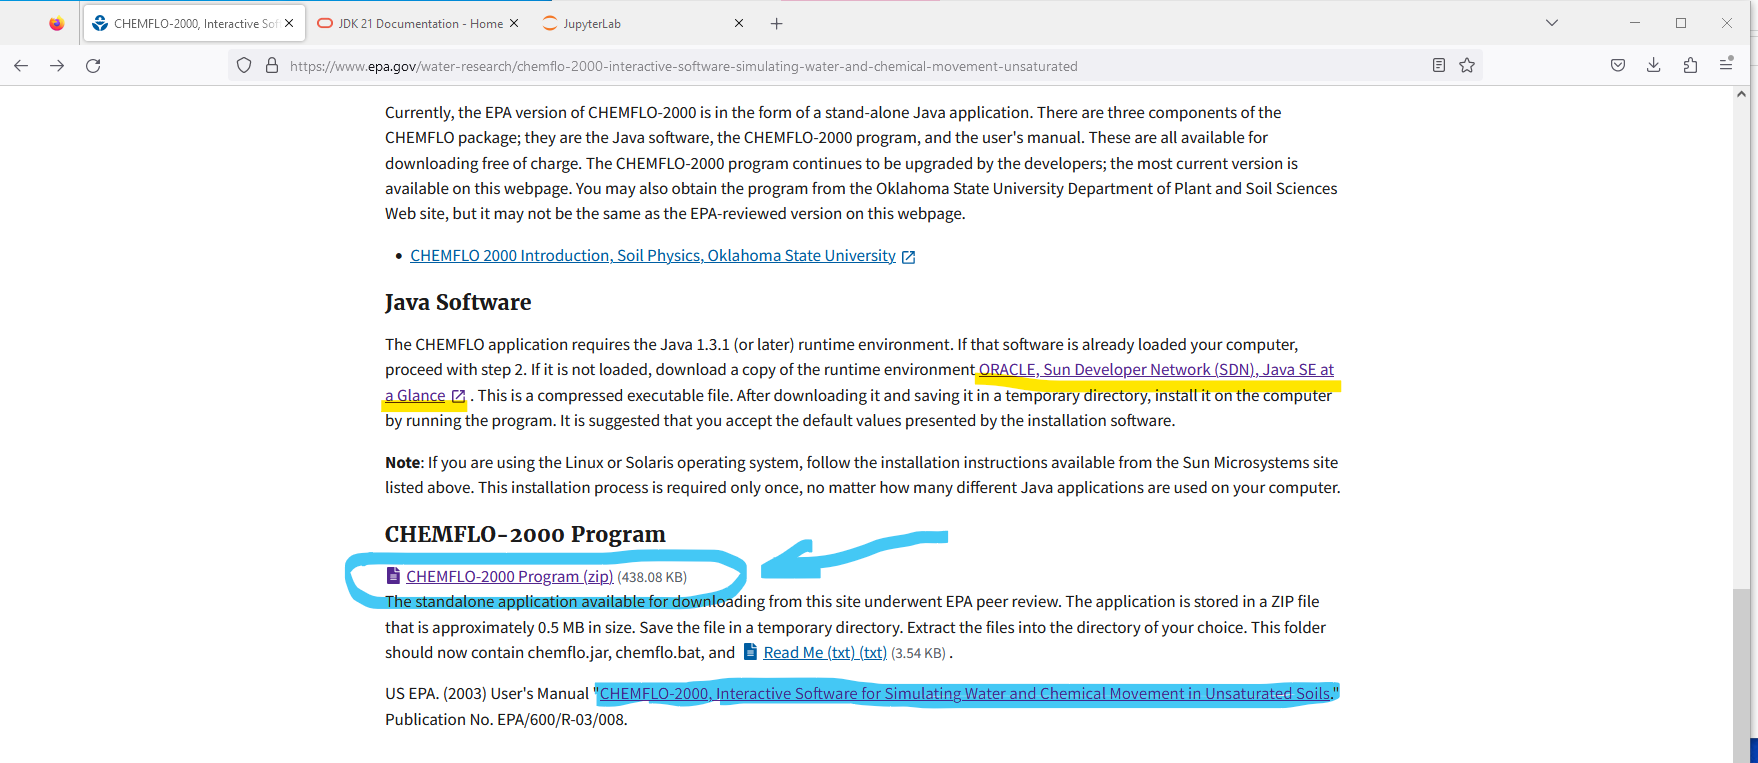 CHEMFLO-2000, Interactive Sof
JDK 21 Documentation - Home
JupyterLab
https://www.epa.gov/water-research/chemflo-2000-interactive-software-simulating-water-and-chemical-movement-unsaturated
Currently, the EPA version of CHEMFLO-2000 is in the form of a stand-alone Java application. There are three components of the
CHEMFLO package; they are the Java software, the CHEMFLO-2000 program, and the user's manual. These are all available for
downloading free of charge. The CHEMFLO-2000 program continues to be upgraded by the developers; the most current version is
available on this webpage. You may also obtain the program from the Oklahoma State University Department of Plant and Soil Sciences
Web site, but it may not be the same as the EPA-reviewed version on this webpage.
• CHEMFLO 2000 Introduction, Soil Physics, Oklahoma State University
Java Software
The CHEMFLO application requires the Java 1.3.1 (or later) runtime environment. If that software is already loaded your computer,
proceed with step 2. If it is not loaded, download a copy of the runtime environment ORACLE, Sun Developer Network (SDN), Java SE at
a Glance . This is a compressed executable file. After downloading it and saving it in a temporary directory, install it on the computer
by running the program. It is suggested that you accept the default values presented by the installation software.
Note: If you are using the Linux or Solaris operating system, follow the installation instructions available from the Sun Microsystems site
listed above. This installation process is required only once, no matter how many different Java applications are used on your computer.
CHEMFLO-2000 Program
CHEMFLO-2000 Program (zip) (438.08 KB)
The standalone application available for downloading from this site underwent EPA peer review. The application is stored in a ZIP file
that is approximately 0.5 MB in size. Save the file in a temporary directory. Extract the files into the directory of your choice. This folder
should now contain chemflo.jar, chemflo.bat, and Read Me (txt) (txt) (3.54 KB) .
US EPA. (2003) User's Manual "CHEMFLO-2000, Interactive Software for Simulating Water and Chemical Movement in Unsaturated Soils."
Publication No. EPA/600/R-03/008.